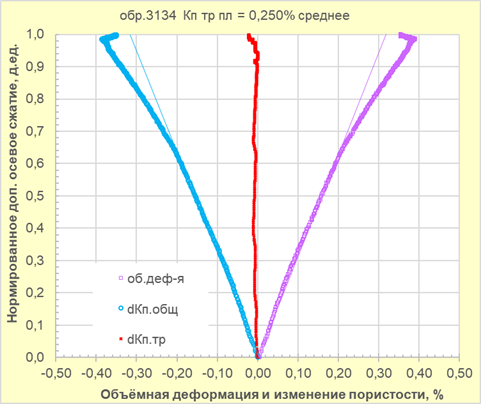 обр.3134 Кп тр пл = 0,250% среднее
Нормированное доп. осевое сжатие, д.ед.
1,0
0,9
0,8
0,7
0,6
0,5
0,4
0,3
0,2
0,1
0,0
об.деф-я
dКп.общ
dКп.тр
-0,50 -0,40 -0,30 -0,20 -0,10 0,00 0,10 0,20 0,30 0,40 0,50
Объёмная деформация и изменение пористости, %